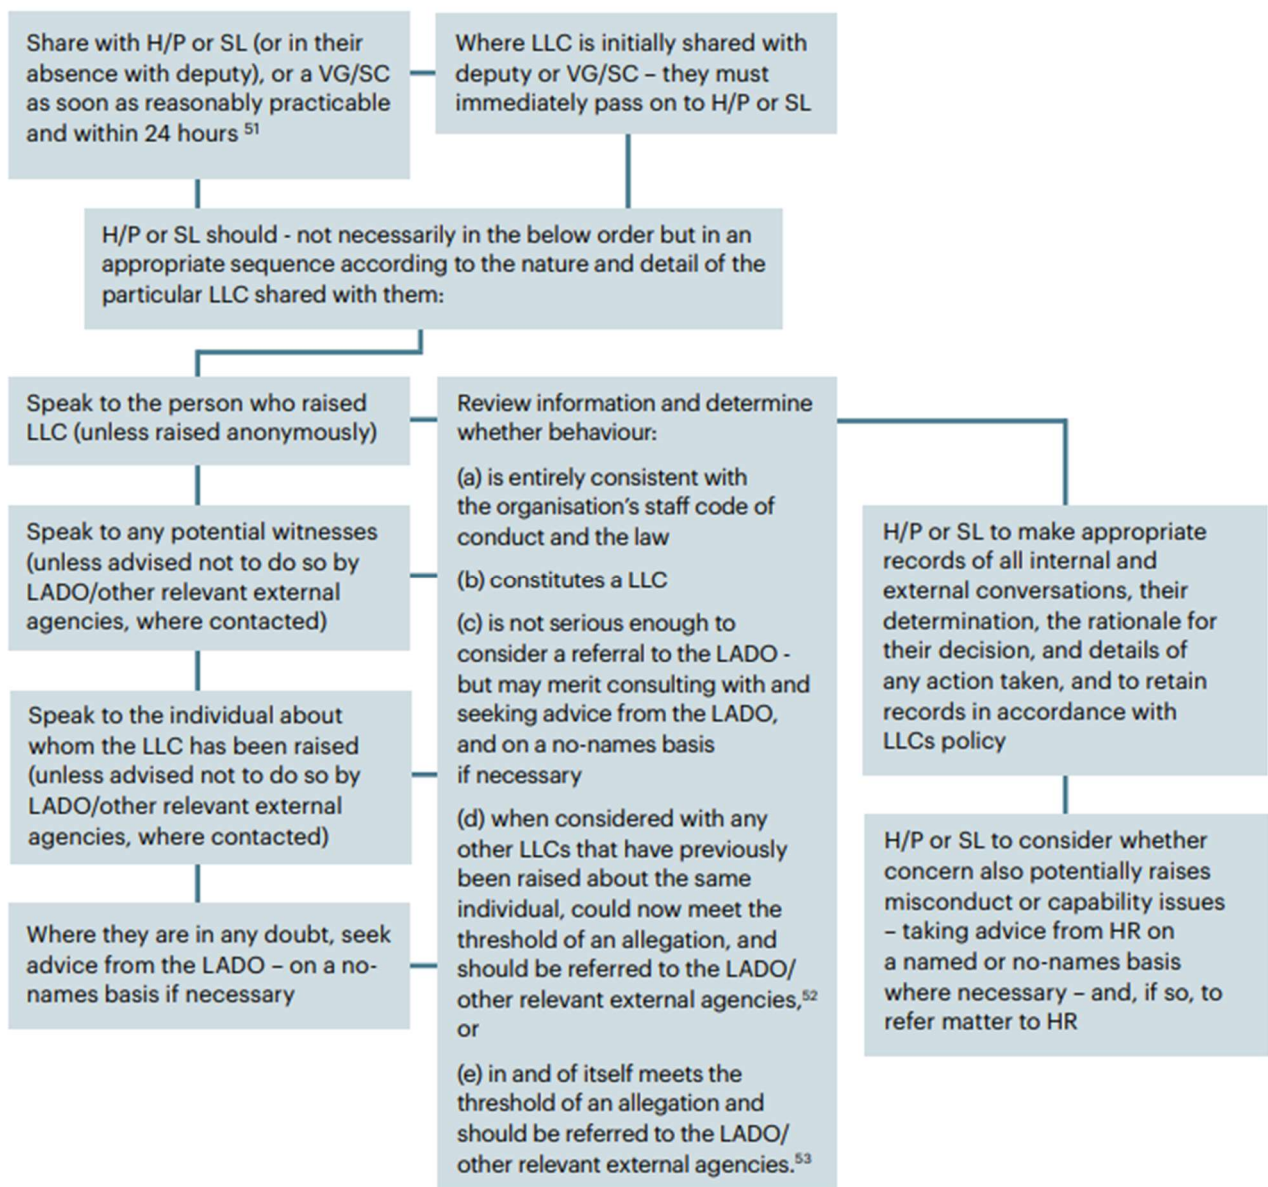 Share with H/P or SL (or in their
absence with deputy), or a VG/SC
as soon as reasonably practicable
and within 24 hours 51
Where LLC is initially shared with
deputy or VG/SC – they must
immediately pass on to H/P or SL
H/P or SL should - not necessarily in the below order but in an
appropriate sequence according to the nature and detail of the
particular LLC shared with them:
Speak to the person who raised
LLC (unless raised anonymously)
Speak to any potential witnesses
(unless advised not to do so by
LADO/other relevant external
agencies, where contacted)
Speak to the individual about
whom the LLC has been raised
(unless advised not to do so by
LADO/other relevant external
agencies, where contacted)
Where they are in any doubt, seek
advice from the LADO – on a no-
names basis if necessary
Review information and determine
whether behaviour:
(a) is entirely consistent with
the organisation's staff code of
conduct and the law
(b) constitutes a LLC
(c) is not serious enough to
consider a referral to the LADO -
but may merit consulting with and
seeking advice from the LADO,
and on a no-names basis
if necessary
(d) when considered with any
other LLCs that have previously
been raised about the same
individual, could now meet the
threshold of an allegation, and
should be referred to the LADO/
other relevant external agencies,52
or
(e) in and of itself meets the
threshold of an allegation and
should be referred to the LADO/
other relevant external agencies.53
H/P or SL to make appropriate
records of all internal and
external conversations, their
determination, the rationale for
their decision, and details of
any action taken, and to retain
records in accordance with
LLCs policy
H/P or SL to consider whether
concern also potentially raises
misconduct or capability issues
– taking advice from HR on
a named or no-names basis
where necessary – and, if so, to
refer matter to HR